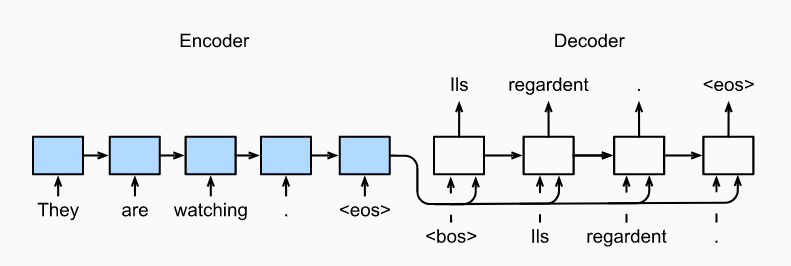 Encoder Decoder
Ils regardent . <eos>
They are watching . <eos>
<bos> Ils regardent .